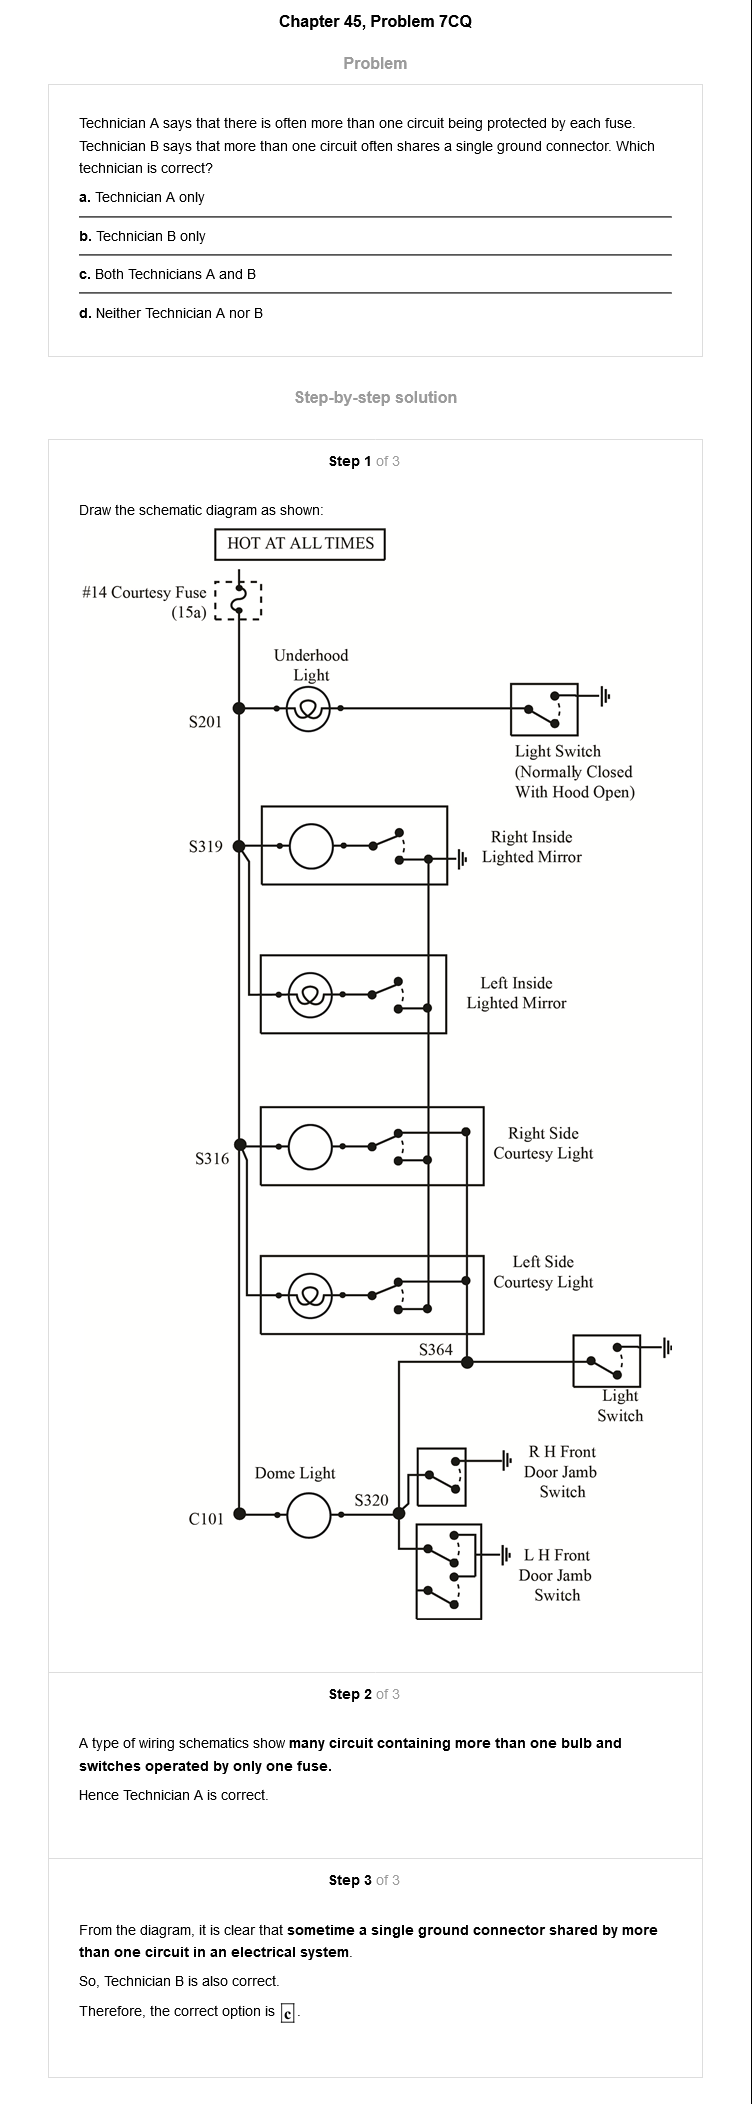 Chapter 45, Problem 7CQ
Problem
Technician A says that there is often more than one circuit being protected by each fuse.
Technician B says that more than one circuit often shares a single ground connector. Which
technician is correct?
a. Technician A only
b. Technician B only
c. Both Technicians A and B
d. Neither Technician A nor B
Step-by-step solution
Step 1 of 3
Draw the schematic diagram as shown:
HOT AT ALL TIMES
#14 Courtesy Fuse
(15a)
Underhood
Light
S201
Light Switch
(Normally Closed
With Hood Open)
S319
Right Inside
Lighted Mirror
Left Inside
Lighted Mirror
S316
Right Side
Courtesy Light
Left Side
Courtesy Light
S364
Light
Switch
R H Front
Door Jamb
Switch
Dome Light
S320
C101
L H Front
Door Jamb
Switch
Step 2 of 3
A type of wiring schematics show many circuit containing more than one bulb and
switches operated by only one fuse.
Hence Technician A is correct.
Step 3 of 3
From the diagram, it is clear that sometime a single ground connector shared by more
than one circuit in an electrical system.
So, Technician B is also correct.
Therefore, the correct option is c.